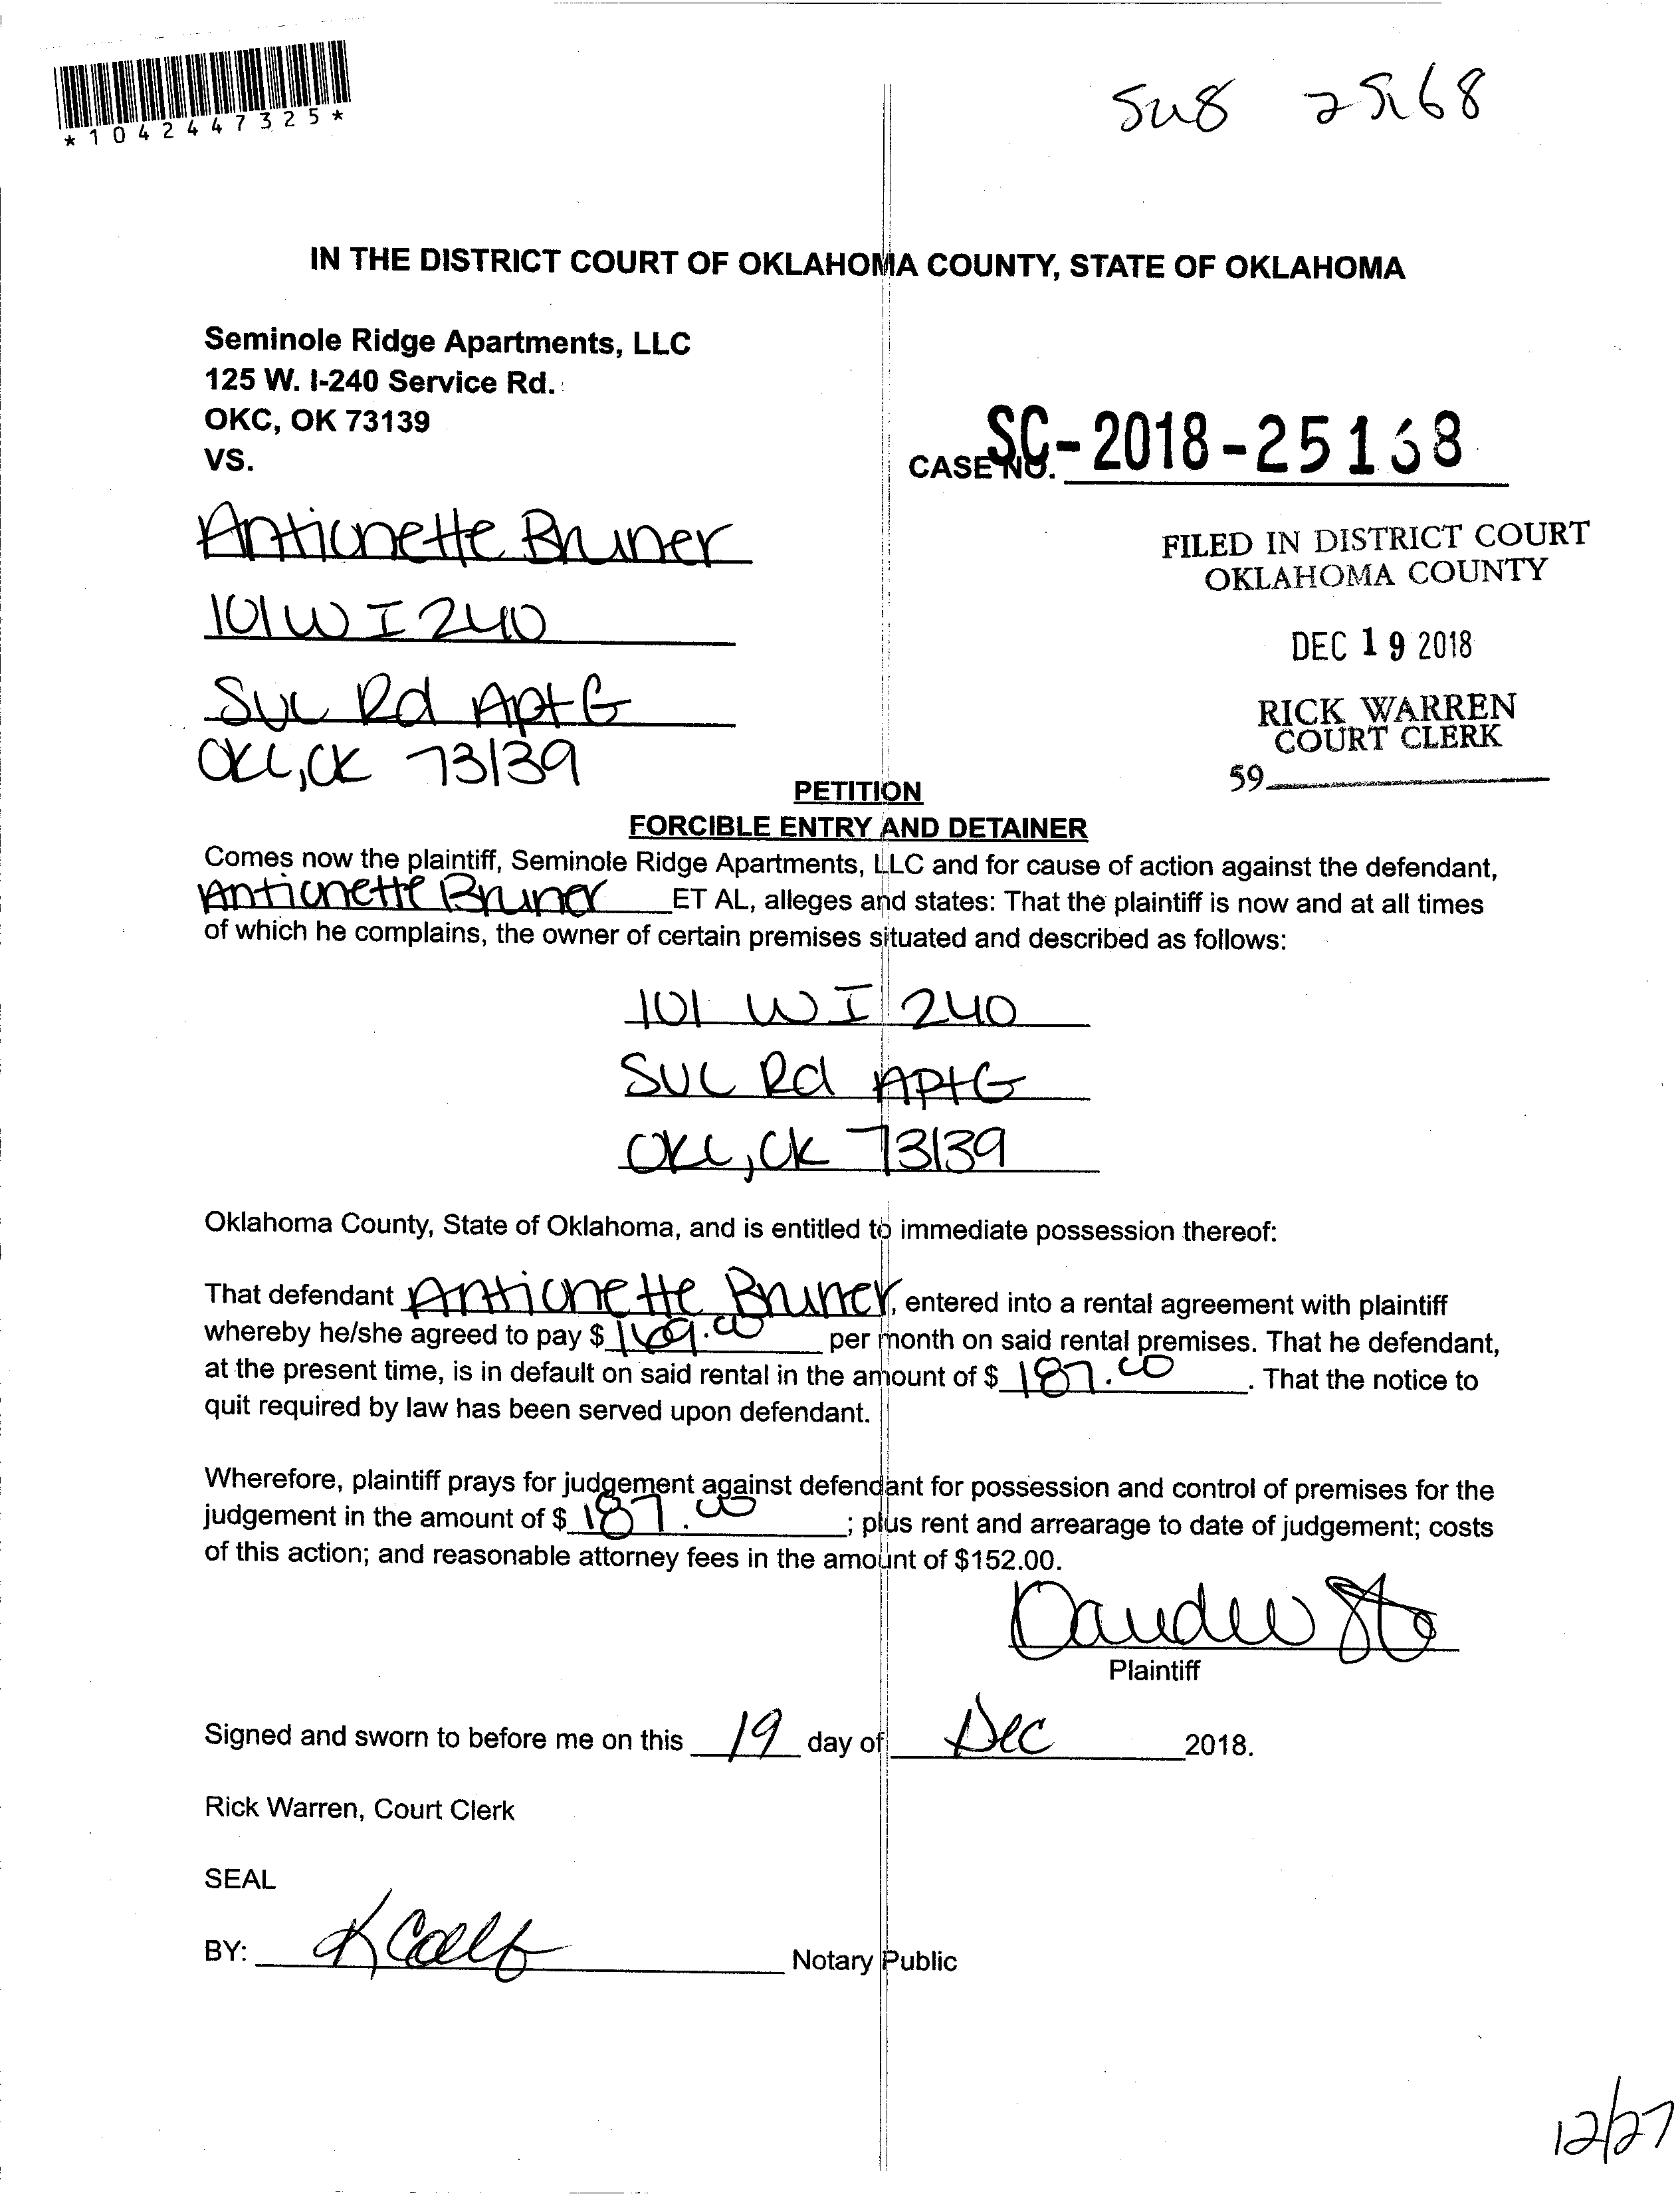 *1042447325*
IN THE DISTRICT COURT OF OKLAHOMA COUNTY, STATE OF OKLAHOMA
Seminole Ridge Apartments, LLC
125 W. I-240 Service Rd.
OKC, OK 73139
VS.
CASE NO. SC-2018-25168
Antionette Bruner
101 W I 240
SVC Rd Apt G
OKC, OK 73139
FILED IN DISTRICT COURT
OKLAHOMA COUNTY
DEC 19 2018
RICK WARREN
COURT CLERK
59
PETITION
FORCIBLE ENTRY AND DETAINER
Comes now the plaintiff, Seminole Ridge Apartments, LLC and for cause of action against the defendant,
Antionette Bruner ET AL, alleges and states: That the plaintiff is now and at all times
of which he complains, the owner of certain premises situated and described as follows:
101 W I 240
SVC Rd Apt G
OKC, OK 73139
Oklahoma County, State of Oklahoma, and is entitled to immediate possession thereof:
That defendant Antionette Bruner, entered into a rental agreement with plaintiff
whereby he/she agreed to pay $ 169.00 per month on said rental premises. That he defendant,
at the present time, is in default on said rental in the amount of $ 187.00. That the notice to
quit required by law has been served upon defendant.
Wherefore, plaintiff prays for judgement against defendant for possession and control of premises for the
judgement in the amount of $ 187.00; plus rent and arrearage to date of judgement; costs
of this action; and reasonable attorney fees in the amount of $152.00.
Plaintiff
Signed and sworn to before me on this 19 day of Dec 2018.
Rick Warren, Court Clerk
SEAL
BY: Notary Public
12/27